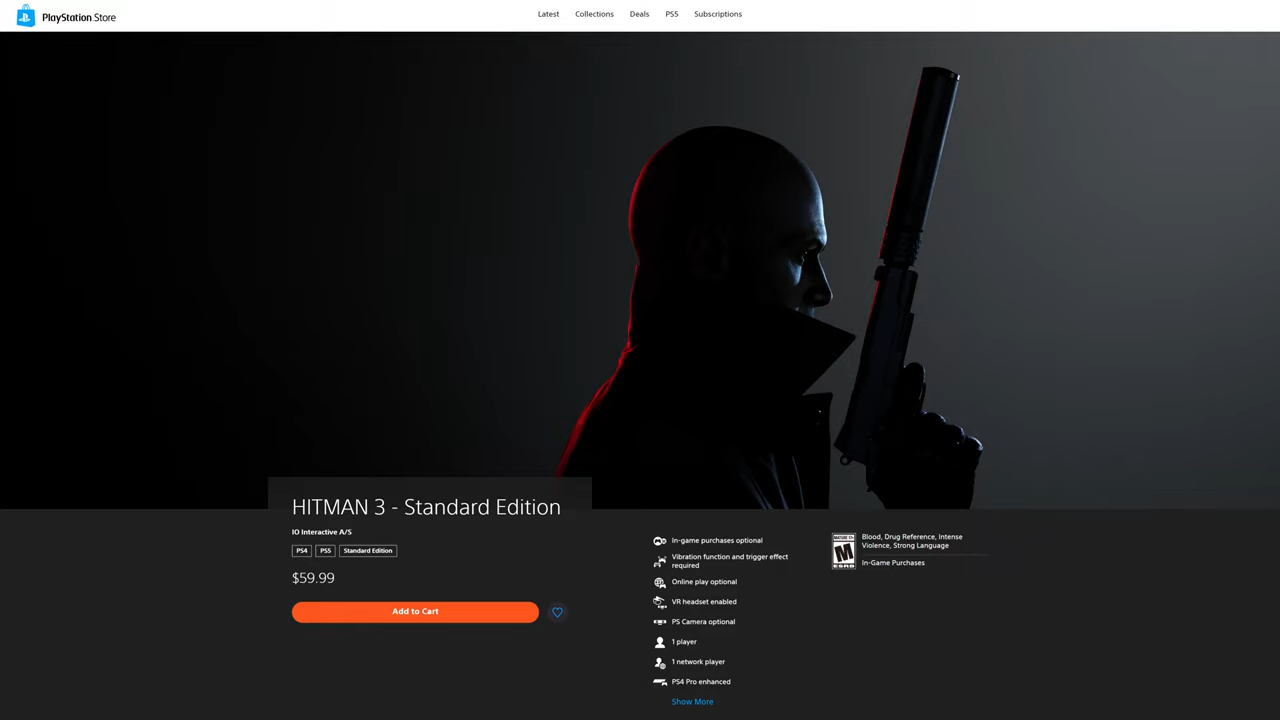 PlayStation Store
Latest Collections Deals PS5 Subscriptions
HITMAN 3 - Standard Edition
IO Interactive A/S
PS4 PS5 Standard Edition
$59.99
Add to Cart
In-game purchases optional
Vibration function and trigger effect
required
Online play optional
VR headset enabled
PS Camera optional
1 player
1 network player
PS4 Pro enhanced
Show More
MATURE 17+
M
ESRB
Blood, Drug Reference, Intense
Violence, Strong Language
In-Game Purchases